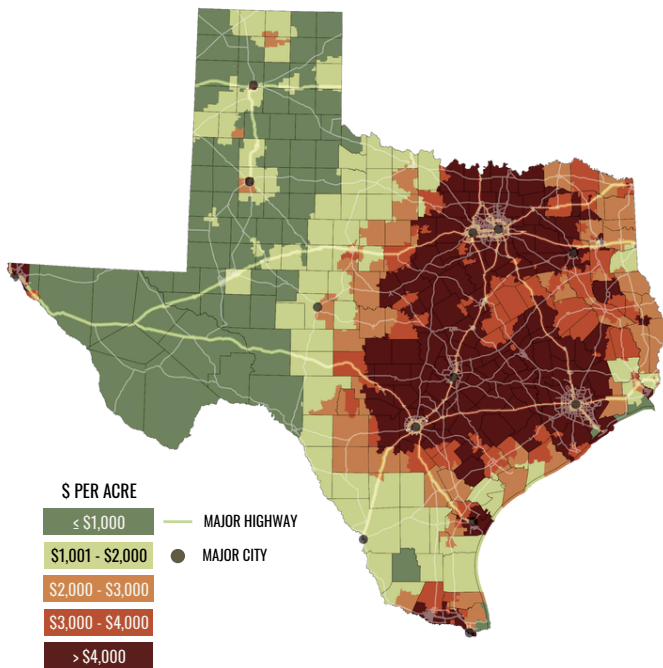 $ PER ACRE
≤ $1,000
MAJOR HIGHWAY
$1,001 - $2,000
MAJOR CITY
$2,000 - $3,000
$3,000 - $4,000
> $4,000